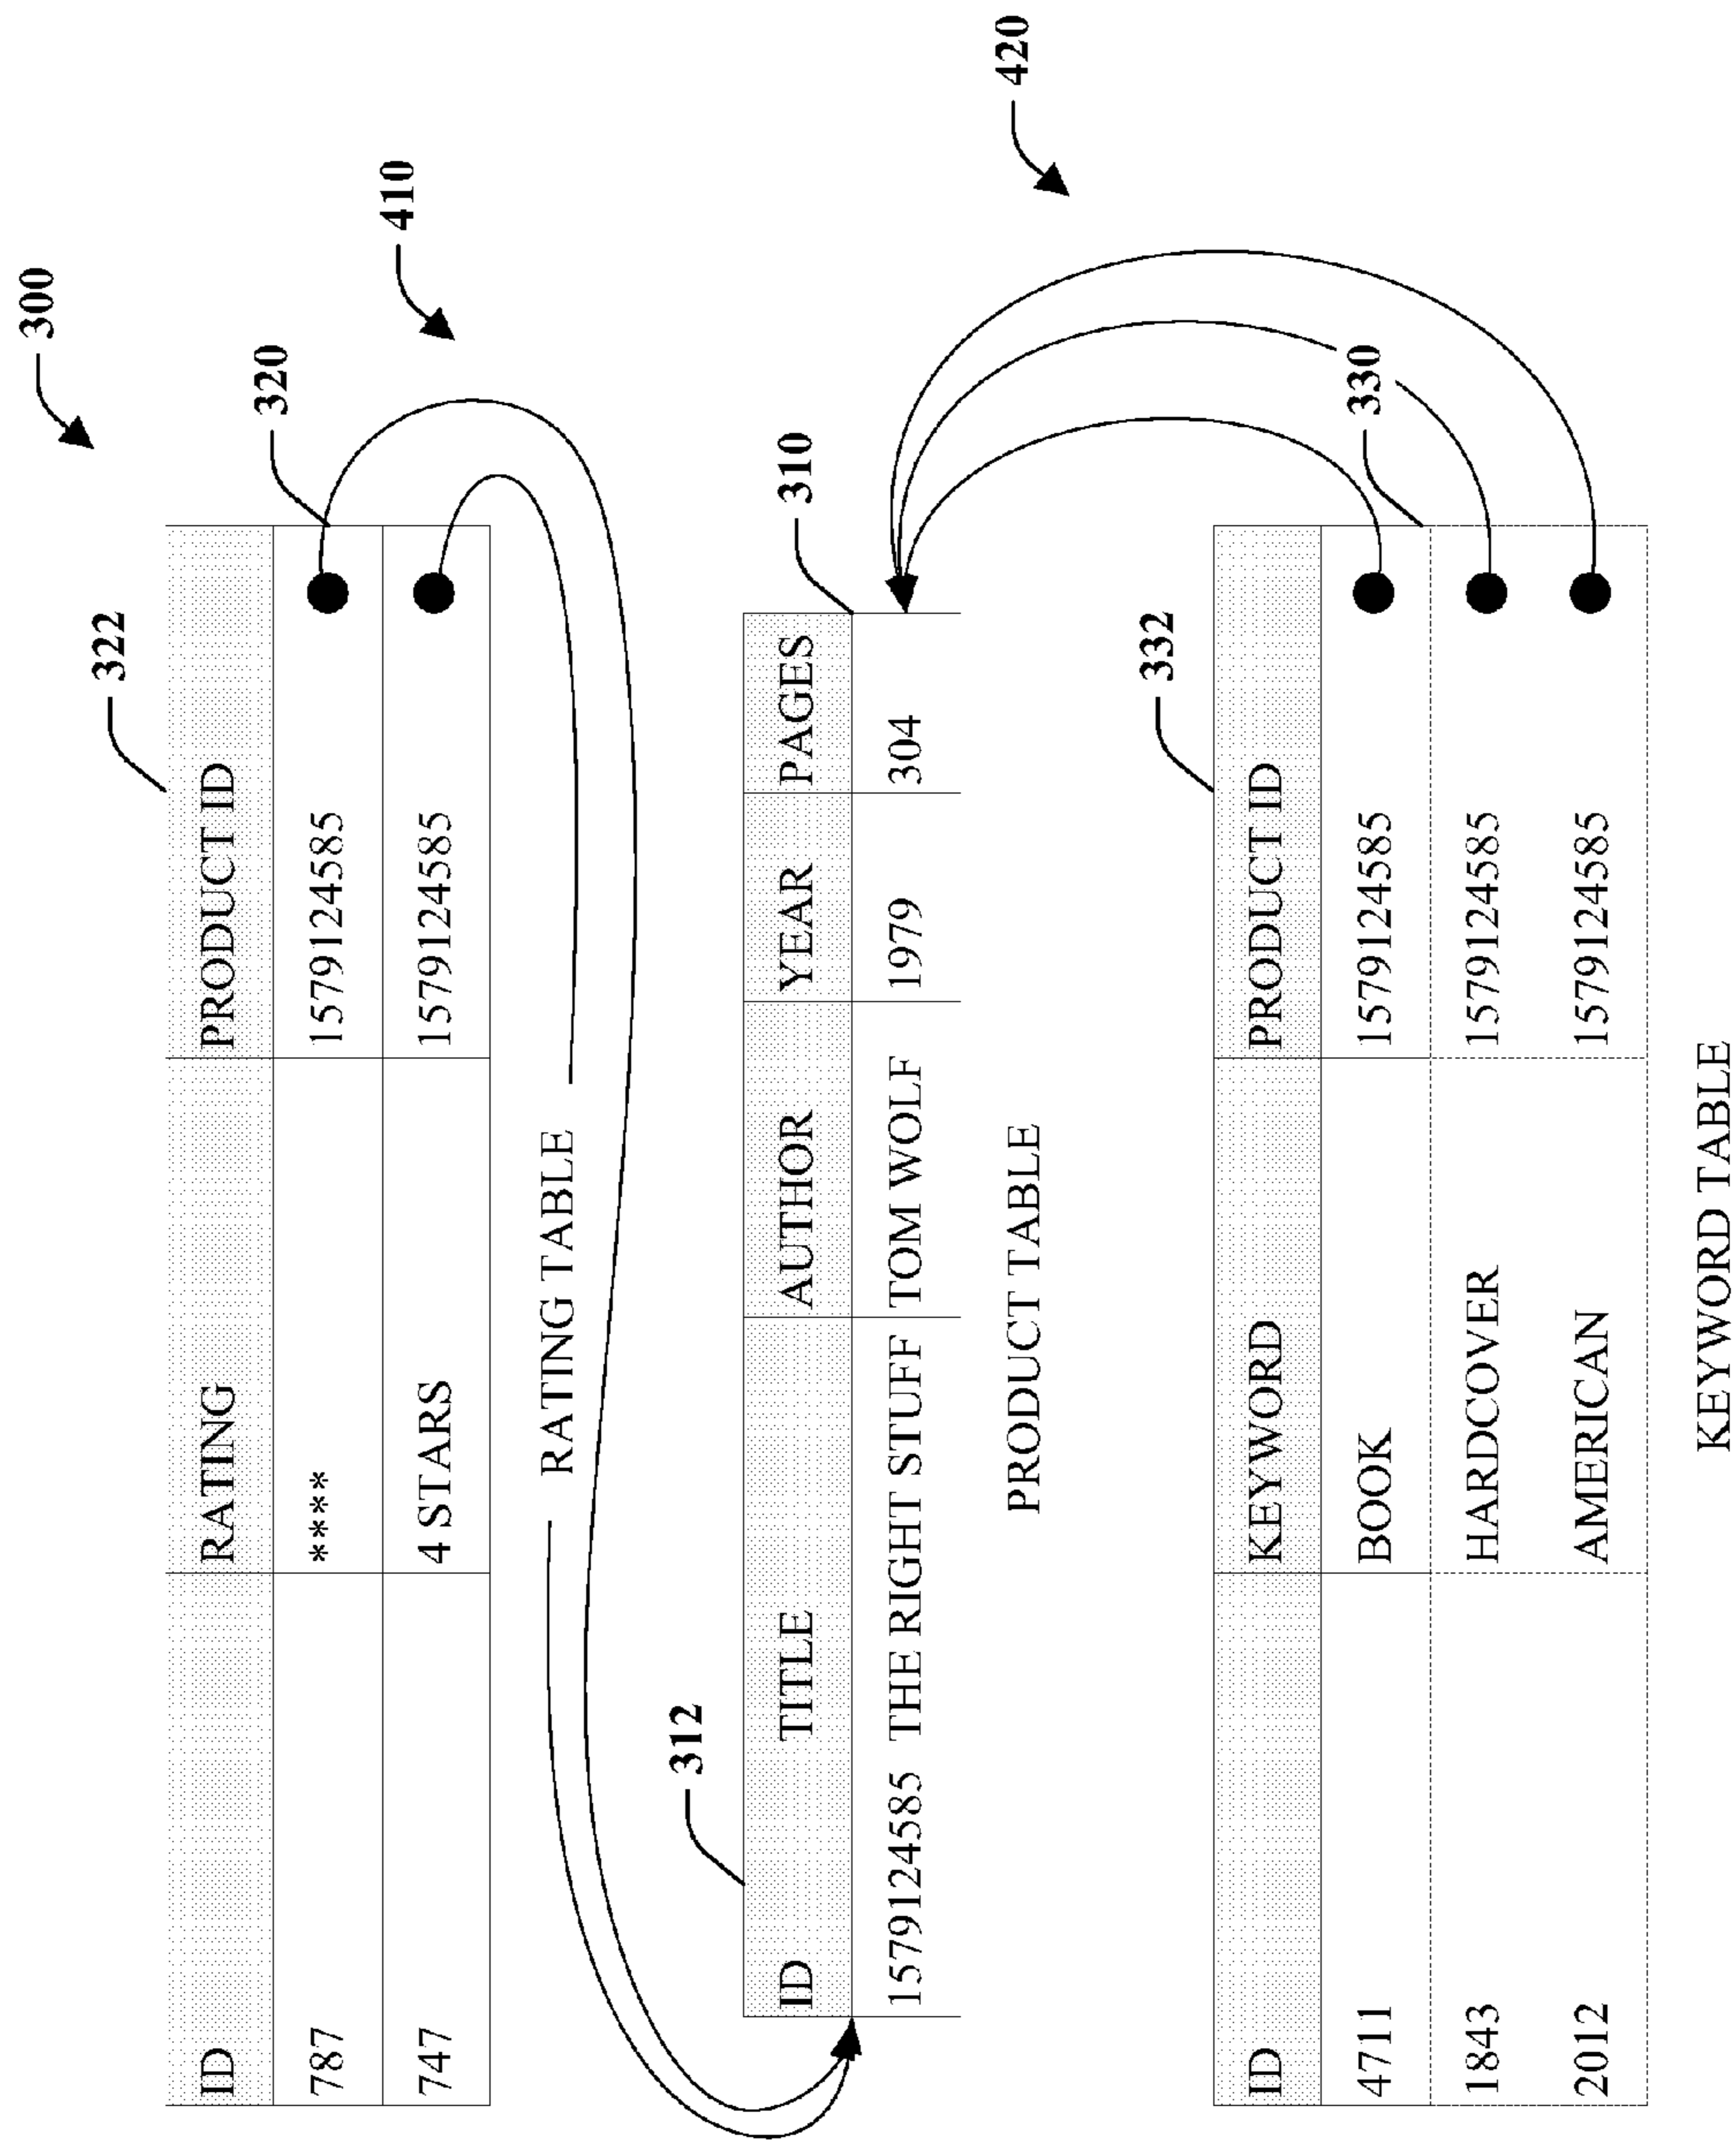 300
322
320
410
ID RATING PRODUCT ID
787 **** 1579124585
747 4 STARS 1579124585
RATING TABLE
312
310
ID TITLE AUTHOR YEAR PAGES
1579124585 THE RIGHT STUFF TOM WOLF 1979 304
PRODUCT TABLE
420
332
330
ID KEYWORD PRODUCT ID
4711 BOOK 1579124585
1843 HARDCOVER 1579124585
2012 AMERICAN 1579124585
KEYWORD TABLE